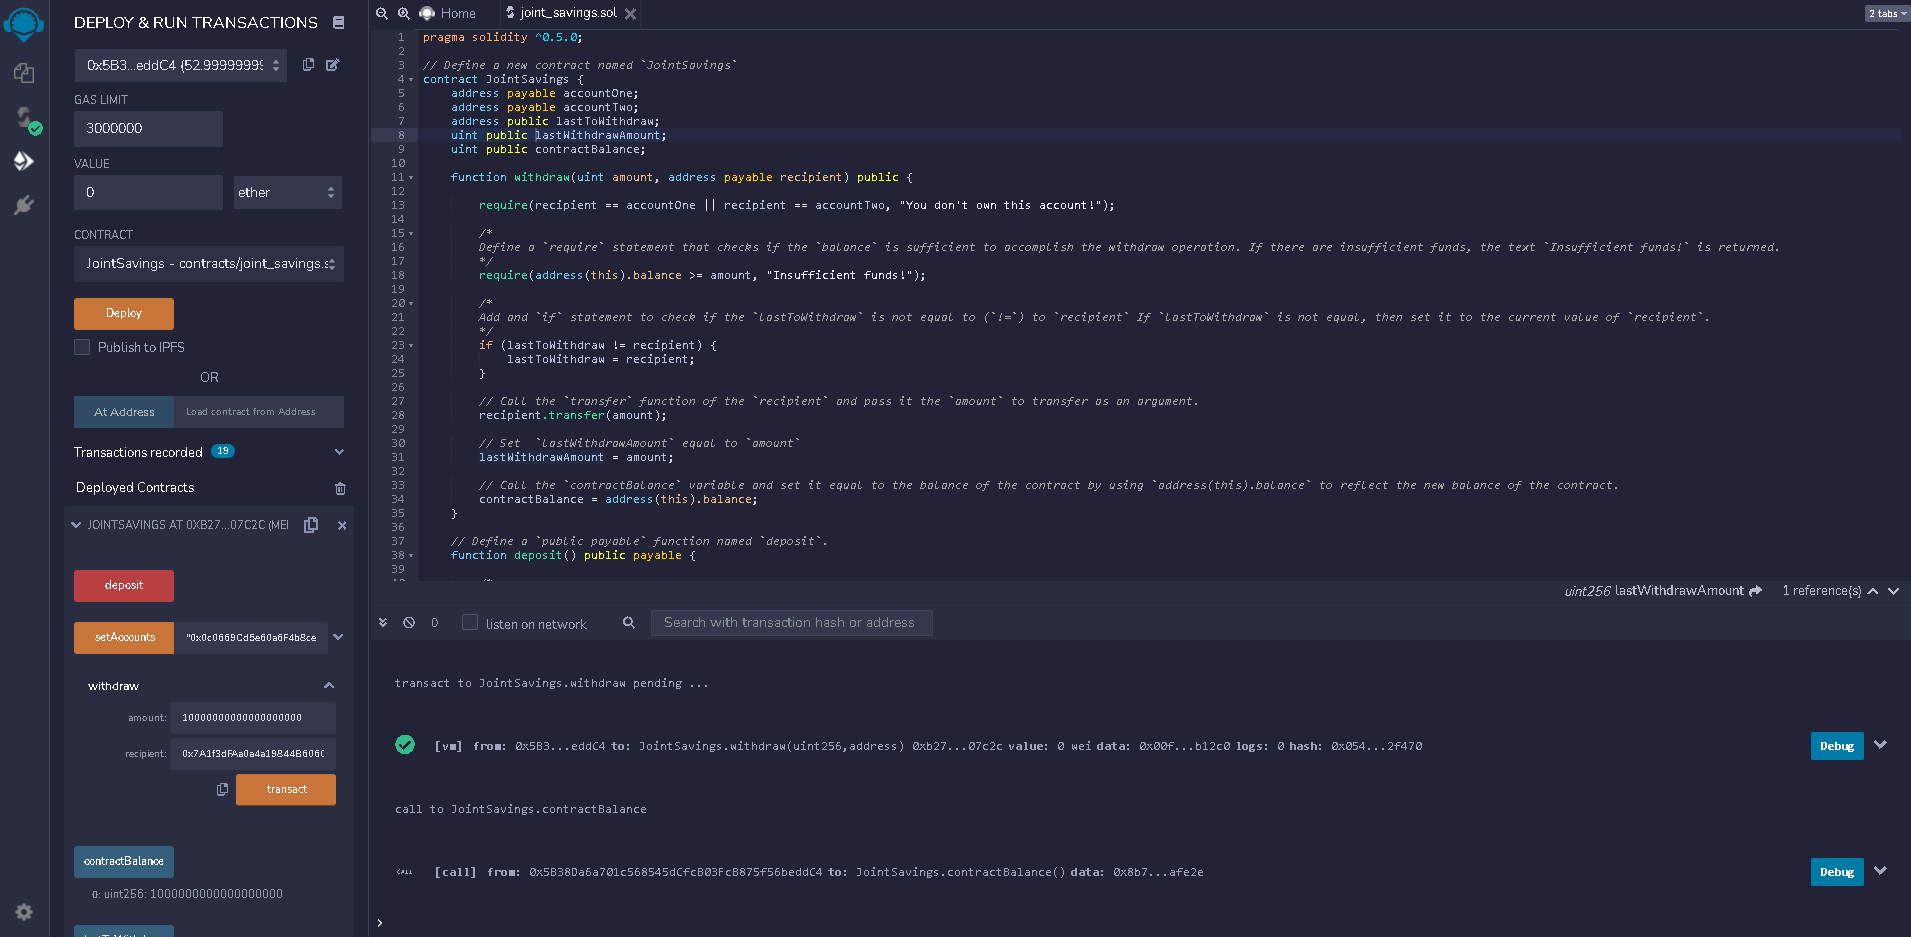 DEPLOY & RUN TRANSACTIONS
0x5B3...eddC4 (52.9999999
GAS LIMIT
3000000
VALUE
0
ether
CONTRACT
JointSavings - contracts/joint_savings.s
Deploy
Publish to IPFS
OR
At Address
Load contract from Address
Transactions recorded 19
Deployed Contracts
JOINTSAVINGS AT 0XB27...07C2C (MEI
deposit
setAccounts
withdraw
amount:
recipient:
transact
contractBalance
0: uint256: 1000000000000000000
Home
joint_savings.sol
2 tabs
1 pragma solidity ^0.5.0;
2
3 // Define a new contract named `JointSavings`
4 contract JointSavings {
5 address payable accountOne;
6 address payable accountTwo;
7 address public lastToWithdraw;
8 uint public lastWithdrawAmount;
9 uint public contractBalance;
10
11 function withdraw(uint amount, address payable recipient) public {
12
13 require(recipient == accountOne || recipient == accountTwo, "You don't own this account!");
14
15 /*
16 Define a `require` statement that checks if the `balance` is sufficient to accomplish the withdraw operation. If there are insufficient funds, the text `Insufficient funds!` is returned.
17 */
18 require(address(this).balance >= amount, "Insufficient funds!");
19
20 /*
21 Add and `if` statement to check if the `lastToWithdraw` is not equal to (`!=`) to `recipient` If `lastToWithdraw` is not equal, then set it to the current value of `recipient`.
22 */
23 if (lastToWithdraw != recipient) {
24 lastToWithdraw = recipient;
25 }
26
27 // Call the `transfer` function of the `recipient` and pass it the `amount` to transfer as an argument.
28 recipient.transfer(amount);
29
30 // Set `lastWithdrawAmount` equal to `amount`
31 lastWithdrawAmount = amount;
32
33 // Call the `contractBalance` variable and set it equal to the balance of the contract by using `address(this).balance` to reflect the new balance of the contract.
34 contractBalance = address(this).balance;
35 }
36
37 // Define a `public payable` function named `deposit`.
38 function deposit() public payable {
39
uint256 lastWithdrawAmount 1 reference(s)
0 listen on network
Search with transaction hash or address
transact to JointSavings.withdraw pending ...
[vm] from: 0x5B3...eddC4 to: JointSavings.withdraw(uint256,address) 0xb27...07c2c value: 0 wei data: 0x00f...b12c0 logs: 0 hash: 0x054...2f470
Debug
call to JointSavings.contractBalance
CALL [call] from: 0x5B38Da6a701c568545dCfcB03FcB875f56beddC4 to: JointSavings.contractBalance() data: 0x8b7...afe2e
Debug
>